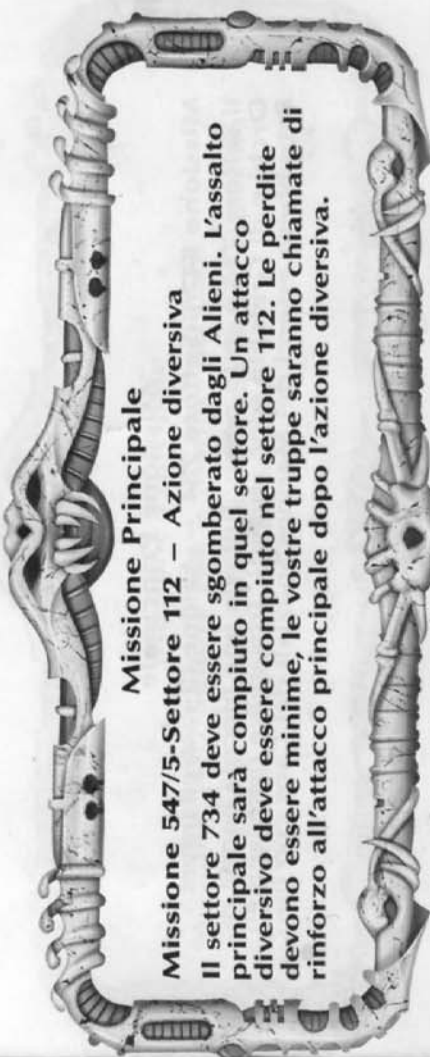 Missione Principale
Missione 547/5-Settore 112 – Azione diversiva
Il settore 734 deve essere sgomberato dagli Alieni. L'assalto
principale sarà compiuto in quel settore. Un attacco
diversivo deve essere compiuto nel settore 112. Le perdite
devono essere minime, le vostre truppe saranno chiamate di
rinforzo all'attacco principale dopo l'azione diversiva.